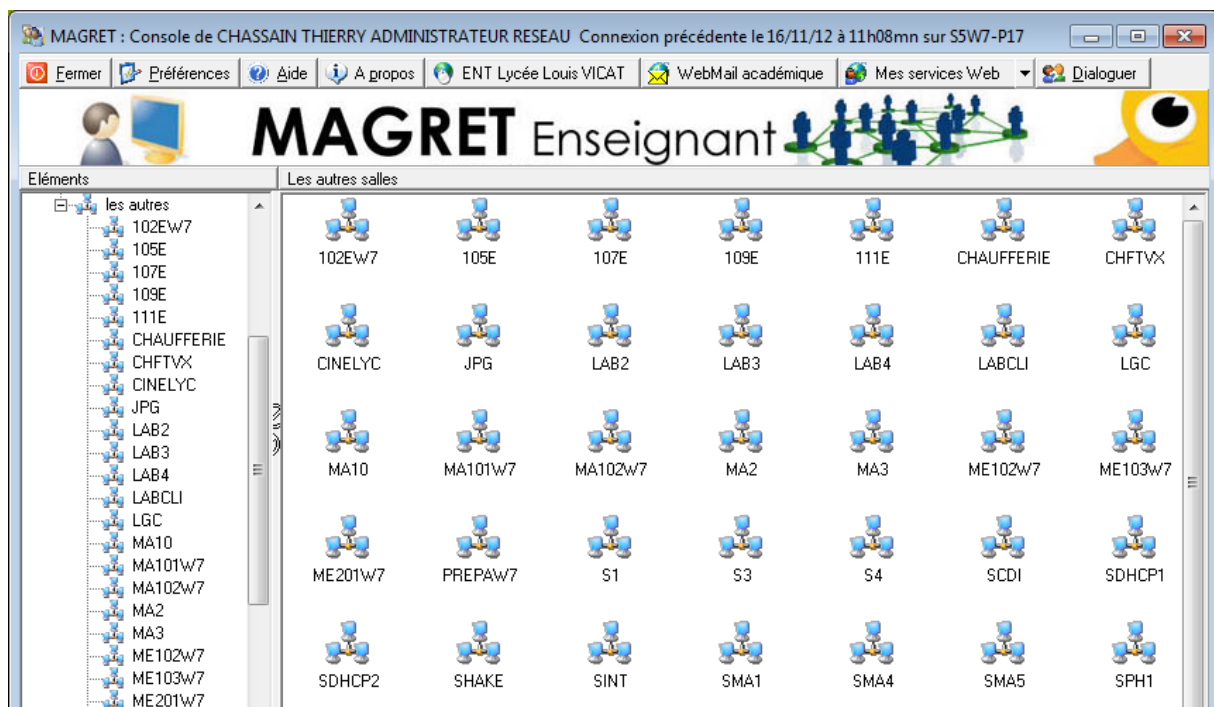 MAGRET : Console de CHASSAIN THIERRY ADMINISTRATEUR RESEAU Connexion précédente le 16/11/12 à 11h08mn sur S5W7-P17
Fermer Préférences Aide A propos ENT Lycée Louis VICAT WebMail académique Mes services Web Dialoguer
MAGRET Enseignant
Eléments
les autres
102EW7
105E
107E
109E
111E
CHAUFFERIE
CHFTVX
CINELYC
JPG
LAB2
LAB3
LAB4
LABCLI
LGC
MA10
MA101W7
MA102W7
MA2
MA3
ME102W7
ME103W7
ME201W7
Les autres salles
102EW7 105E 107E 109E 111E CHAUFFERIE CHFTVX
CINELYC JPG LAB2 LAB3 LAB4 LABCLI LGC
MA10 MA101W7 MA102W7 MA2 MA3 ME102W7 ME103W7
ME201W7 PREPAW7 S1 S3 S4 SCDI SDHCP1
SDHCP2 SHAKE SINT SMA1 SMA4 SMA5 SPH1